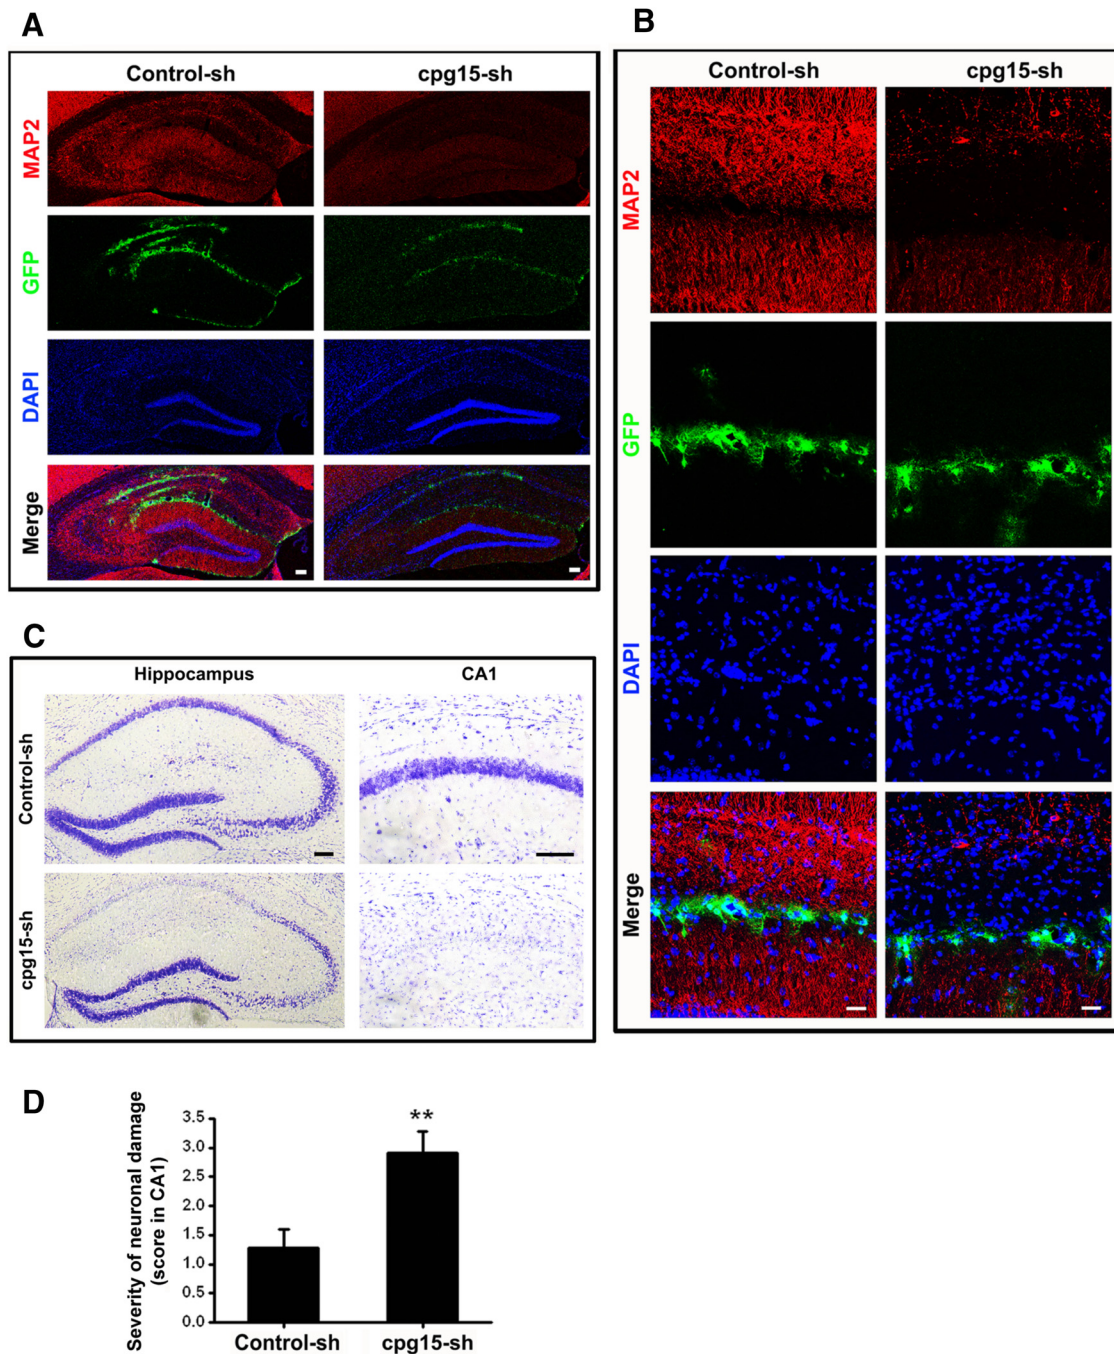 A
Control-sh cpg15-sh
MAP2
GFP
DAPI
Merge
B
Control-sh cpg15-sh
MAP2
GFP
DAPI
Merge
C
Hippocampus CA1
Control-sh
cpg15-sh
D
Severity of neuronal damage
(score in CA1)
3.5
3.0
2.5
2.0
1.5
1.0
0.5
0.0
**
Control-sh cpg15-sh